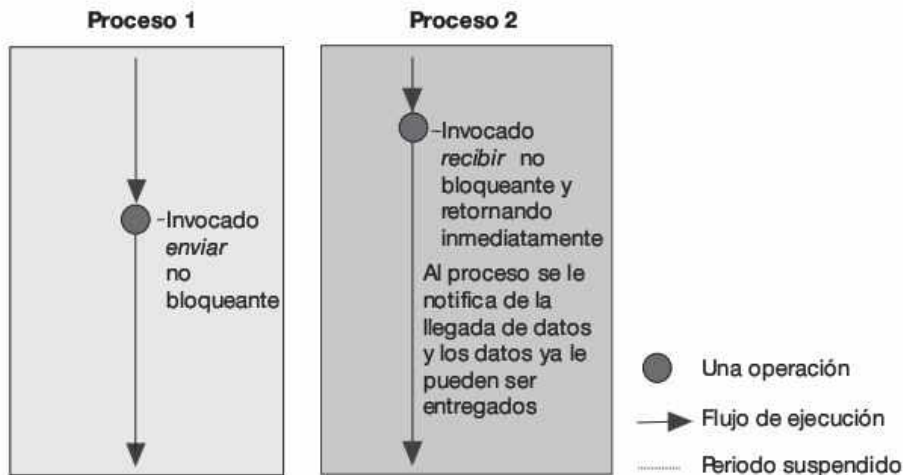 Proceso 1
Proceso 2
-Invocado
enviar
no
bloqueante
-Invocado
recibir no
bloqueante y
retornando
inmediatamente
Al proceso se le
notifica de la
llegada de datos
y los datos ya le
pueden ser
entregados
Una operación
Flujo de ejecución
Periodo suspendido